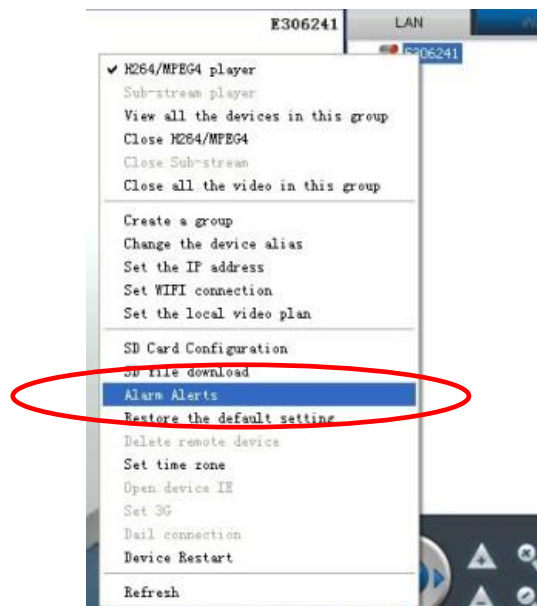 E306241
LAN
E306241
H264/MPEG4 player
Sub-stream player
View all the devices in this group
Close H264/MPEG4
Close Sub-stream
Close all the video in this group
Create a group
Change the device alias
Set the IP address
Set WIFI connection
Set the local video plan
SD Card Configuration
SD file download
Alarm Alerts
Restore the default setting
Delete remote device
Set time zone
Open device IE
Set 3G
Dail connection
Device Restart
Refresh